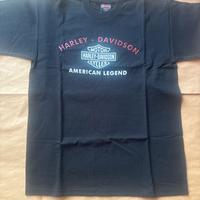 HARLEY - DAVIDSON
MOTOR
HARLEY-DAVIDSON
CYCLES
AMERICAN LEGEND